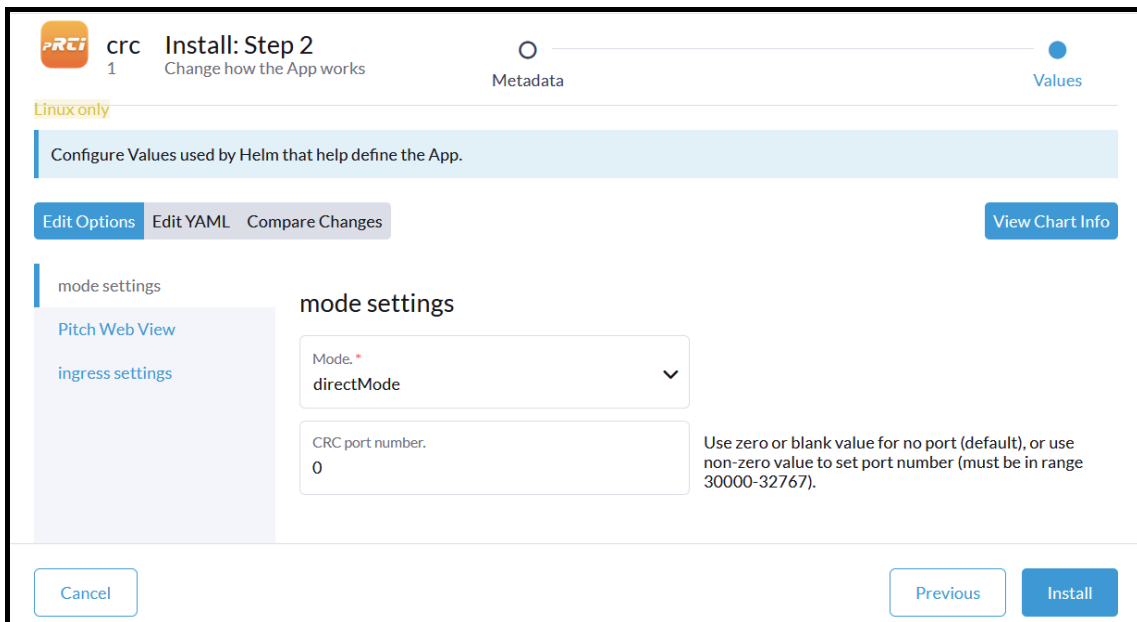 pRTi
crc
1
Install: Step 2
Change how the App works
Metadata
Values
Linux only
Configure Values used by Helm that help define the App.
Edit Options
Edit YAML
Compare Changes
View Chart Info
mode settings
Pitch Web View
ingress settings
mode settings
Mode. *
directMode
CRC port number.
0
Use zero or blank value for no port (default), or use
non-zero value to set port number (must be in range
30000-32767).
Cancel
Previous
Install